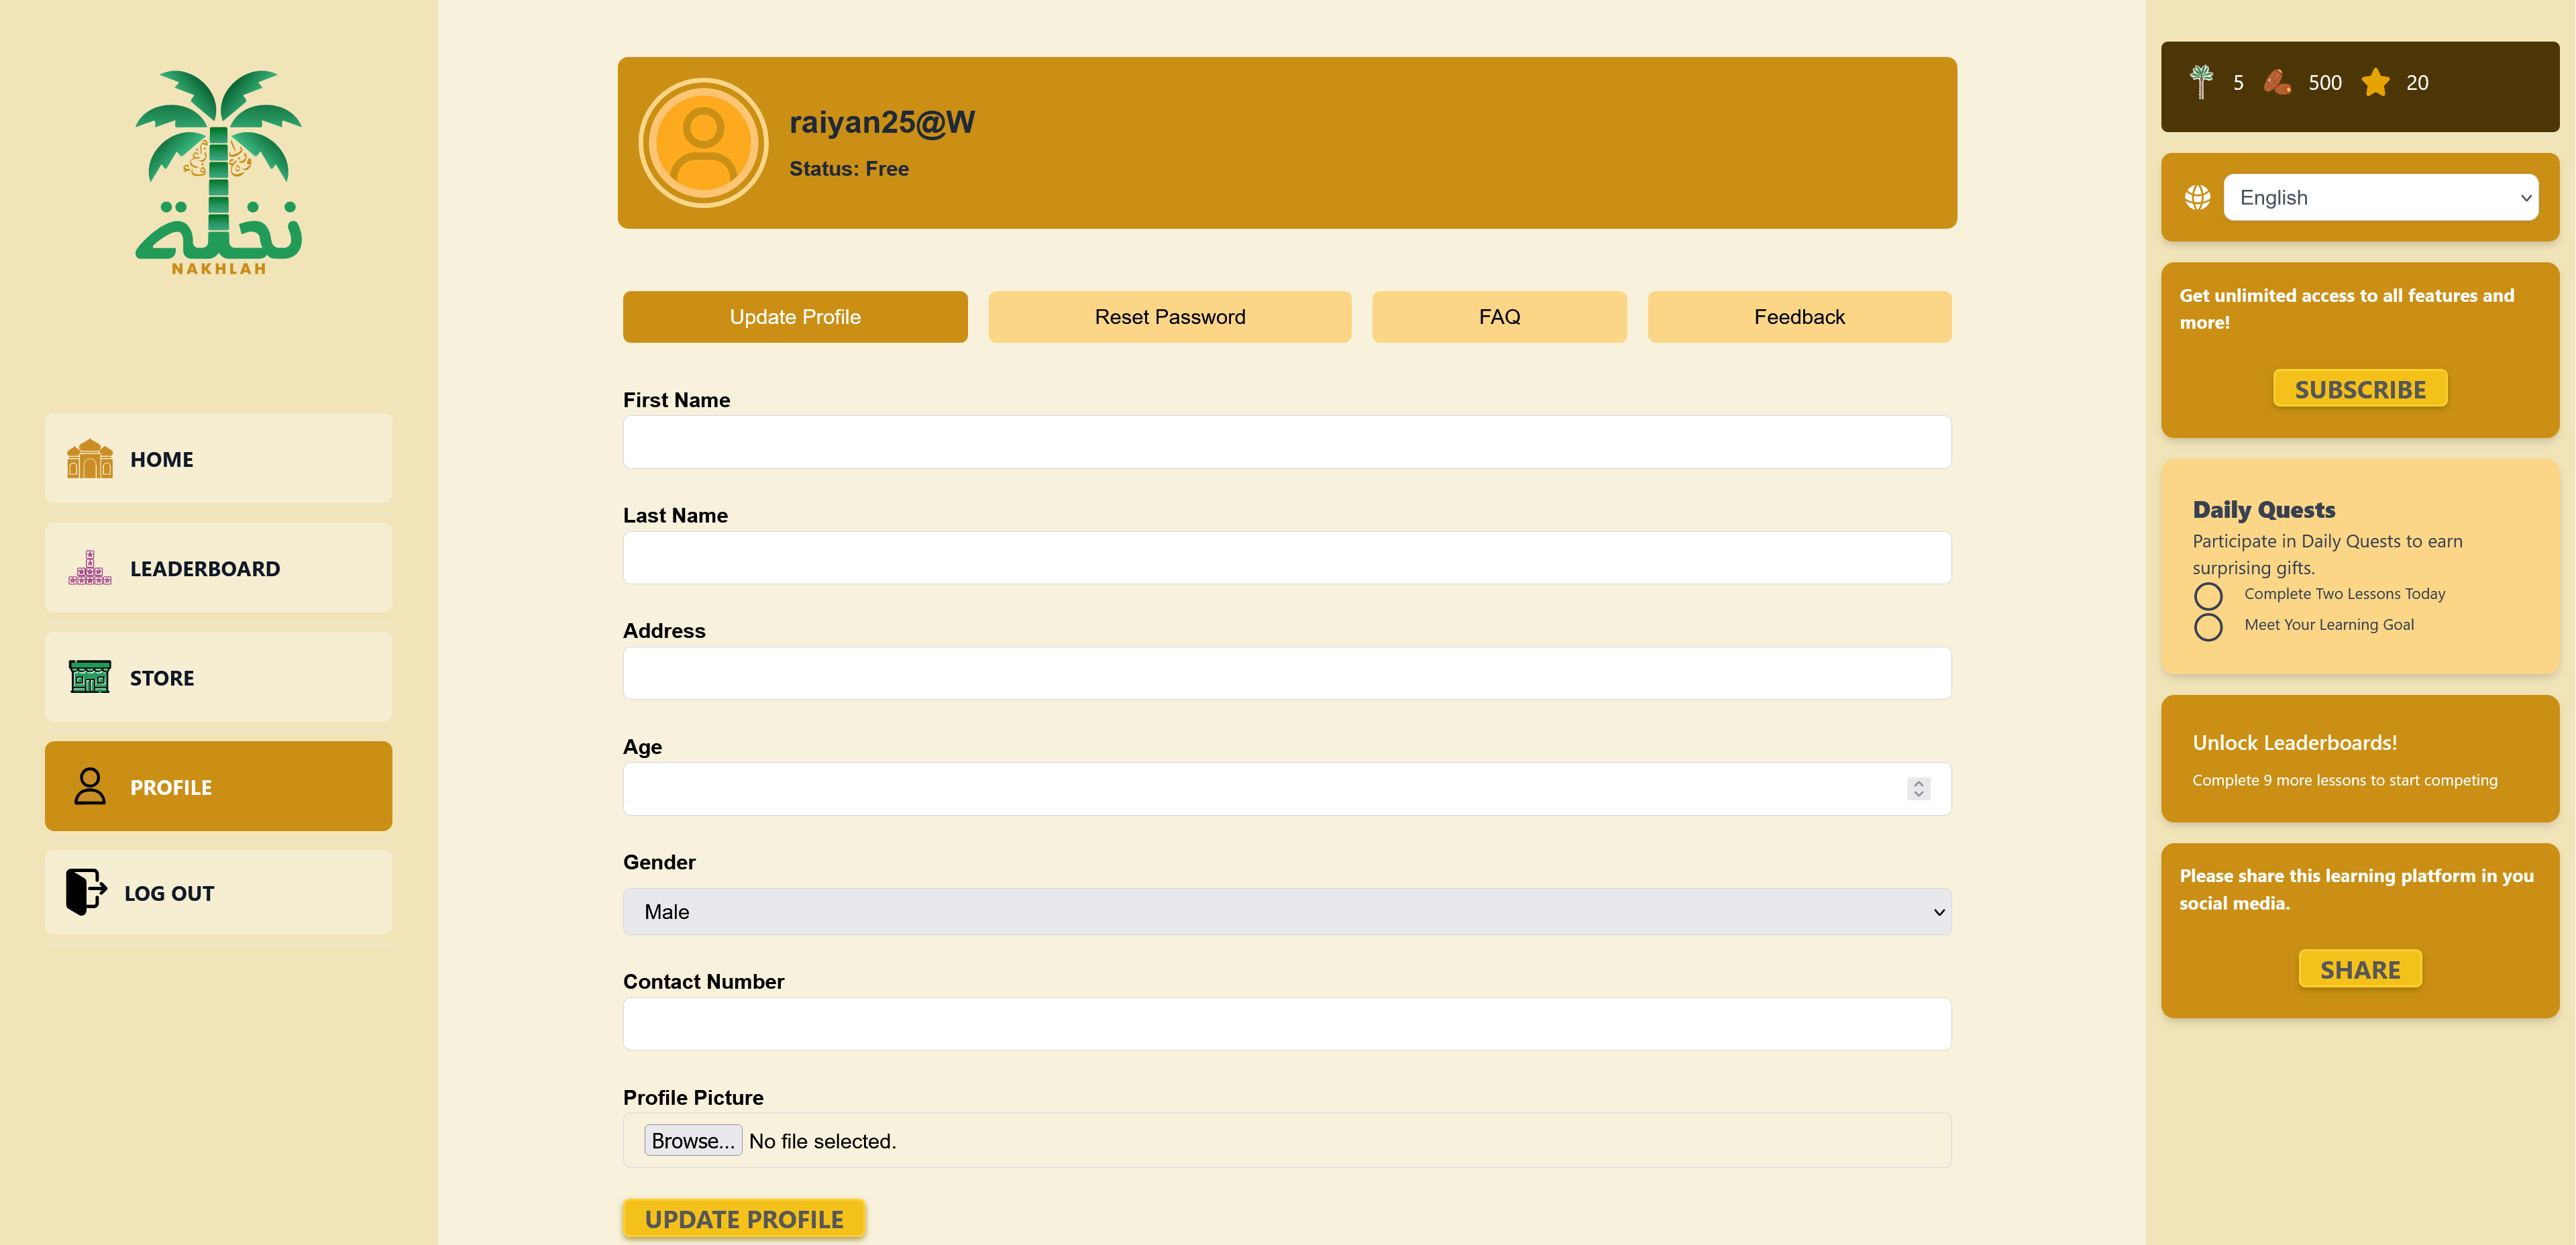 نخلة
NAKHLAH
HOME
LEADERBOARD
STORE
PROFILE
LOG OUT
raiyan25@W
Status: Free
Update Profile
Reset Password
FAQ
Feedback
First Name
Last Name
Address
Age
Gender
Male
Contact Number
Profile Picture
Browse... No file selected.
UPDATE PROFILE
5 500 20
English
Get unlimited access to all features and
more!
SUBSCRIBE
Daily Quests
Participate in Daily Quests to earn
surprising gifts.
Complete Two Lessons Today
Meet Your Learning Goal
Unlock Leaderboards!
Complete 9 more lessons to start competing
Please share this learning platform in you
social media.
SHARE